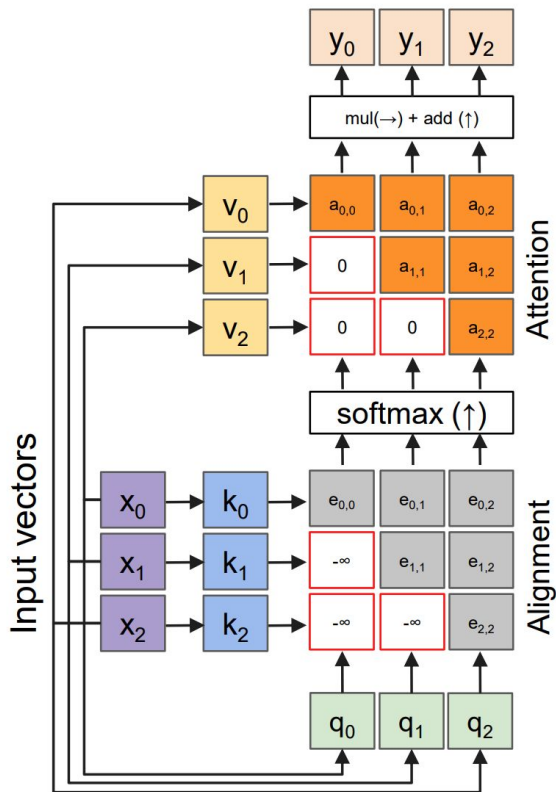 y0 y1 y2
mul(→) + add (↑)
v0 a0,0 a0,1 a0,2
v1 0 a1,1 a1,2
v2 0 0 a2,2
Attention
softmax (↑)
x0 k0 e0,0 e0,1 e0,2
x1 k1 -∞ e1,1 e1,2
x2 k2 -∞ -∞ e2,2
Input vectors
Alignment
q0 q1 q2